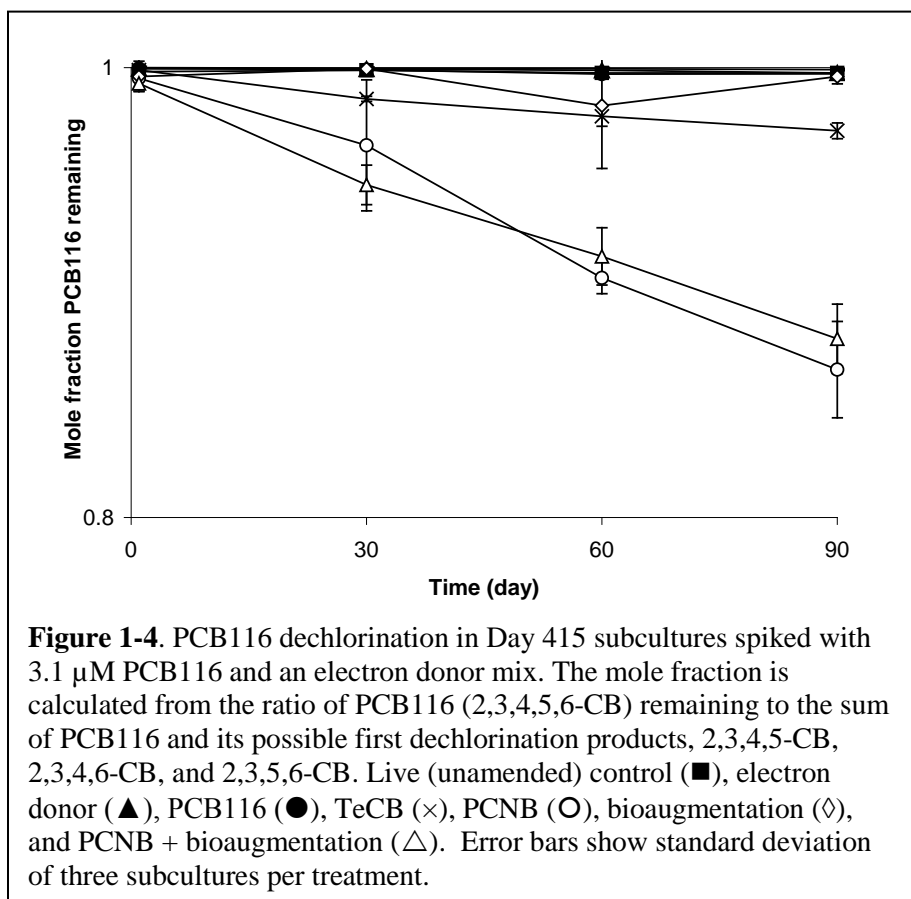 1
0.8
0 30 60 90
Time (day)
Mole fraction PCB116 remaining
Figure 1-4. PCB116 dechlorination in Day 415 subcultures spiked with
3.1 µM PCB116 and an electron donor mix. The mole fraction is
calculated from the ratio of PCB116 (2,3,4,5,6-CB) remaining to the sum
of PCB116 and its possible first dechlorination products, 2,3,4,5-CB,
2,3,4,6-CB, and 2,3,5,6-CB. Live (unamended) control (■), electron
donor (▲), PCB116 (●), TeCB (×), PCNB (○), bioaugmentation (◊),
and PCNB + bioaugmentation (△). Error bars show standard deviation
of three subcultures per treatment.